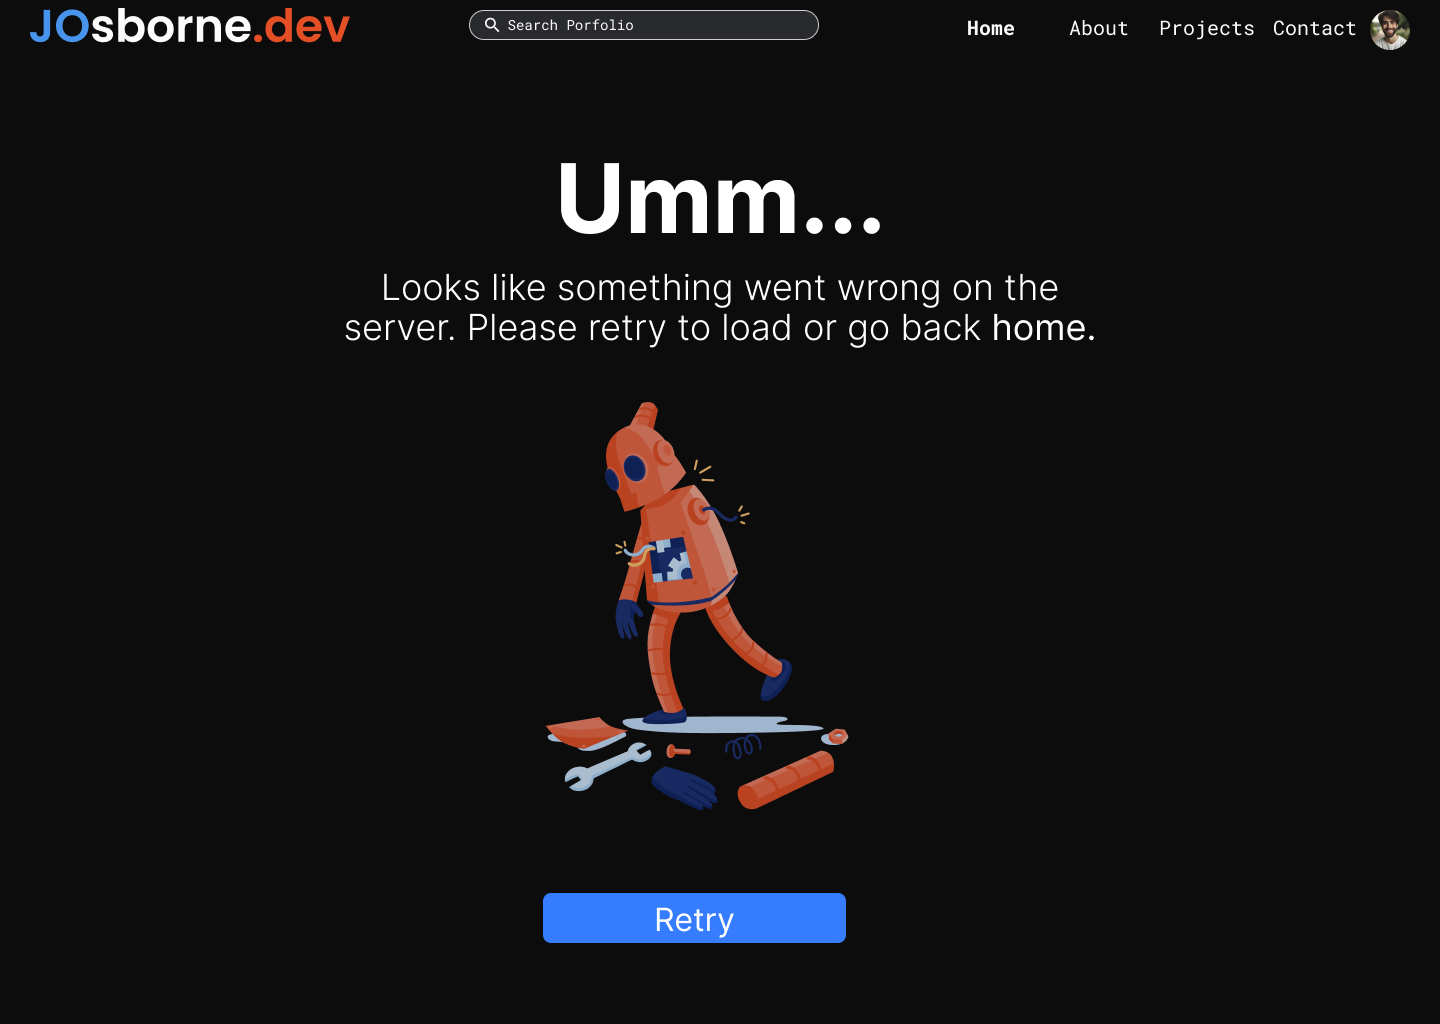 JOsborne.dev
Search Porfolio
Home
About
Projects
Contact
Umm...
Looks like something went wrong on the
server. Please retry to load or go back home.
Retry